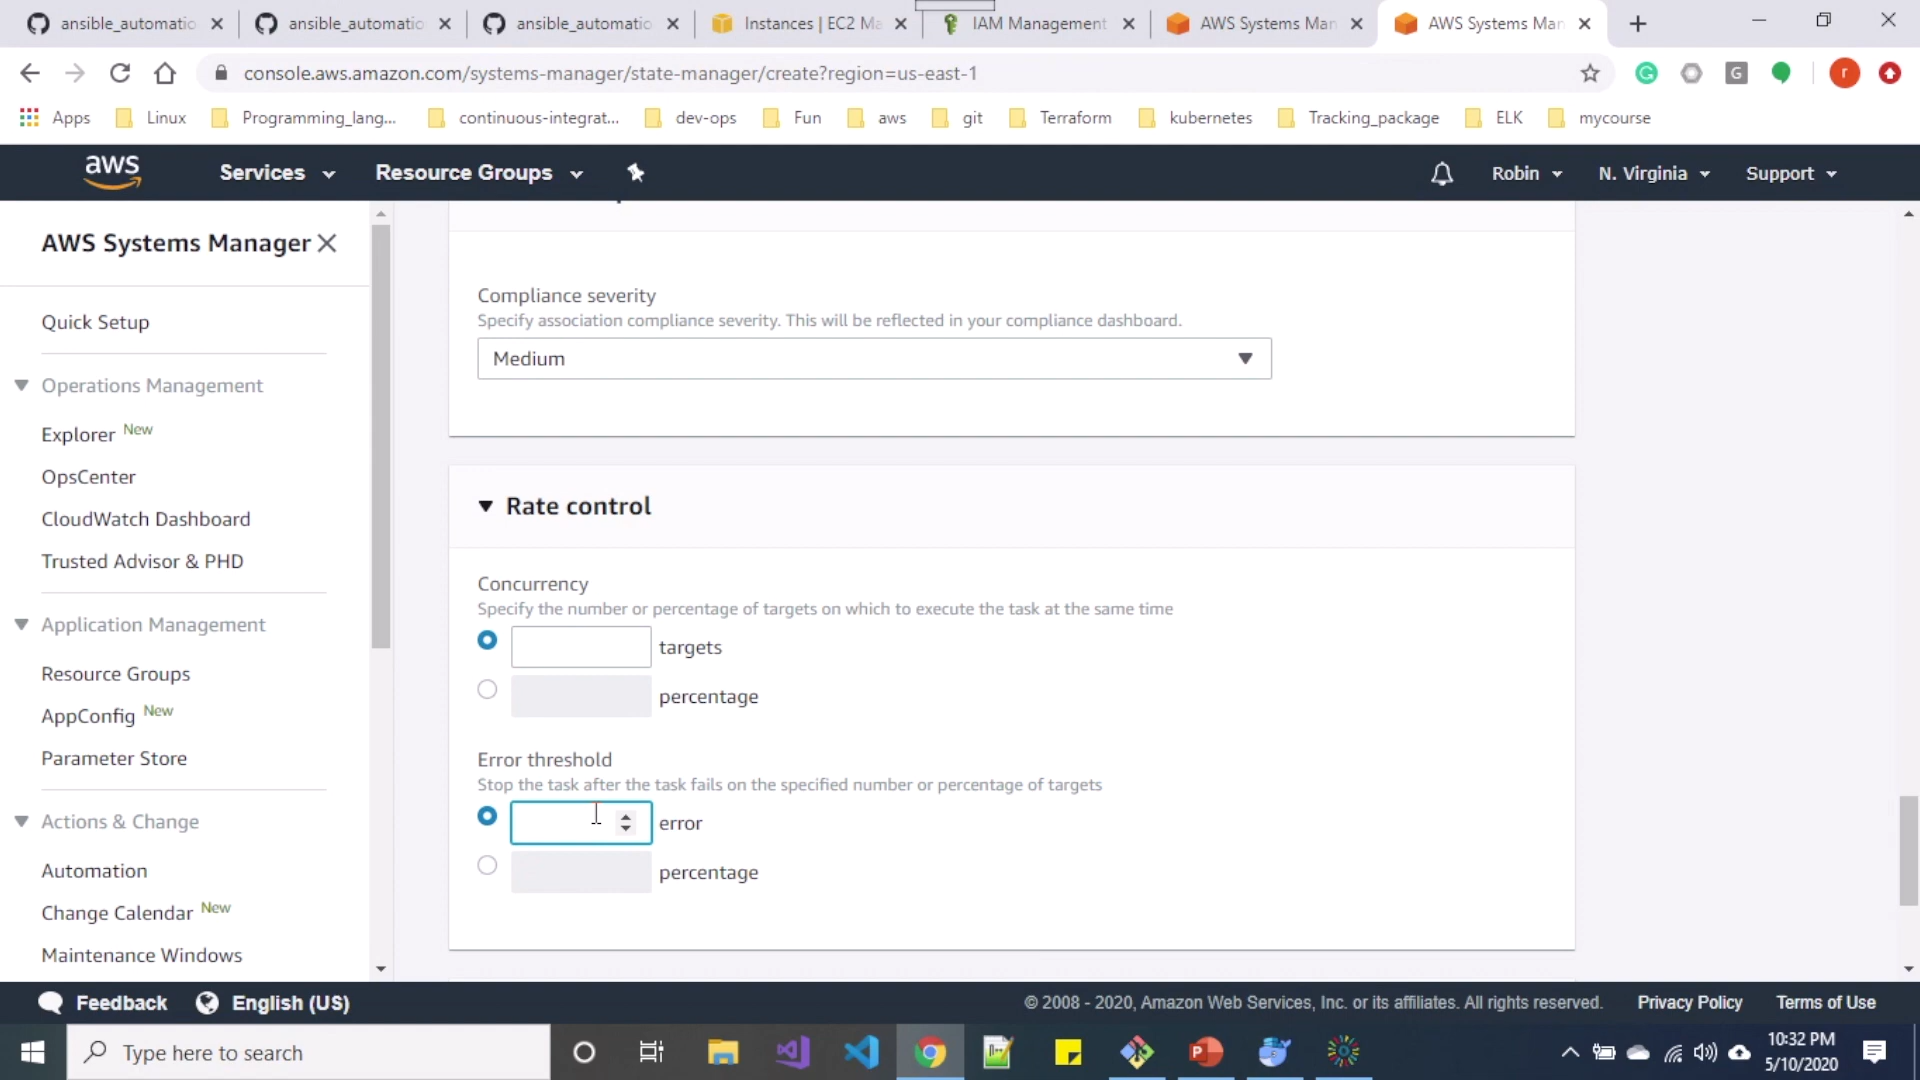 ansible_automatio
ansible_automatio
ansible_automatio
Instances | EC2 Ma
IAM Management
AWS Systems Man
AWS Systems Man
console.aws.amazon.com/systems-manager/state-manager/create?region=us-east-1
G
r
Apps
Linux
Programming_lang...
continuous-integrat...
dev-ops
Fun
aws
git
Terraform
kubernetes
Tracking_package
ELK
mycourse
aws
Services
Resource Groups
Robin
N. Virginia
Support
AWS Systems Manager
Quick Setup
Operations Management
Explorer New
OpsCenter
CloudWatch Dashboard
Trusted Advisor & PHD
Application Management
Resource Groups
AppConfig New
Parameter Store
Actions & Change
Automation
Change Calendar New
Maintenance Windows
Compliance severity
Specify association compliance severity. This will be reflected in your compliance dashboard.
Medium
Rate control
Concurrency
Specify the number or percentage of targets on which to execute the task at the same time
targets
percentage
Error threshold
Stop the task after the task fails on the specified number or percentage of targets
error
percentage
Feedback
English (US)
© 2008 - 2020, Amazon Web Services, Inc. or its affiliates. All rights reserved.
Privacy Policy
Terms of Use
Type here to search
10:32 PM
5/10/2020